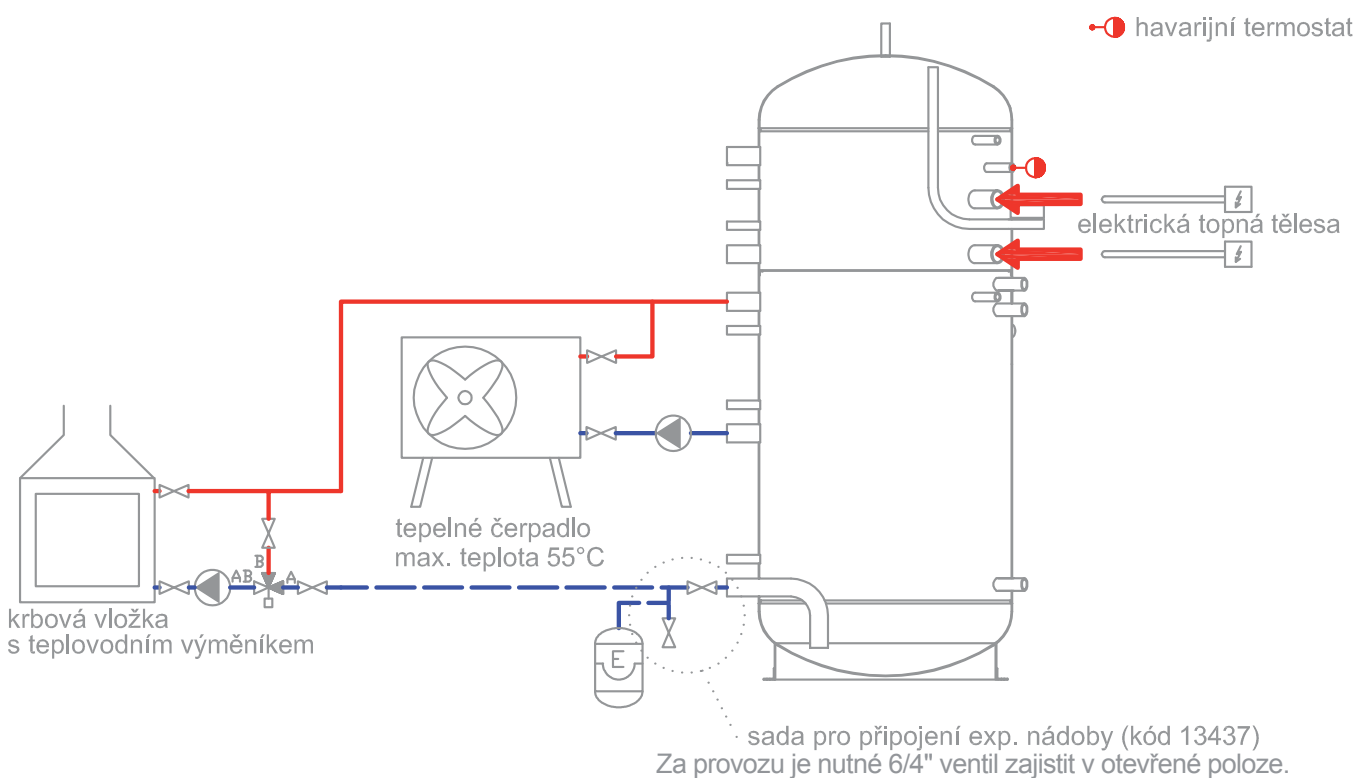 havarijní termostat
elektrická topná tělesa
tepelné čerpadlo
max. teplota 55°C
B
AB
A
krbová vložka
s teplovodním výměníkem
E
sada pro připojení exp. nádoby (kód 13437)
Za provozu je nutné 6/4" ventil zajistit v otevřené poloze.